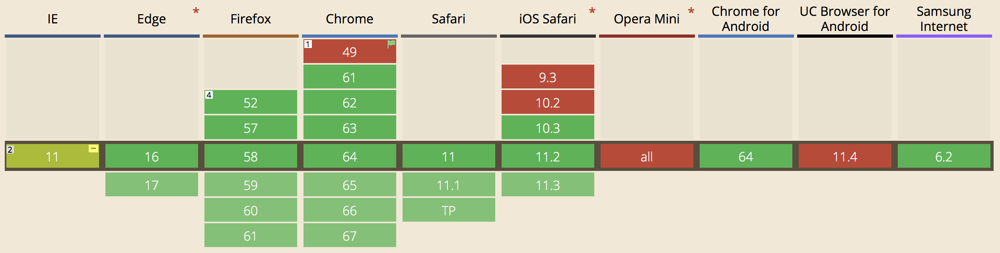 IE Edge * Firefox Chrome Safari iOS Safari * Opera Mini * Chrome for Android UC Browser for Android Samsung Internet
1 49
61 9.3
4 52 62 10.2
57 63 10.3
2 11 - 16 58 64 11 11.2 all 64 11.4 6.2
17 59 65 11.1 11.3
60 66 TP
61 67